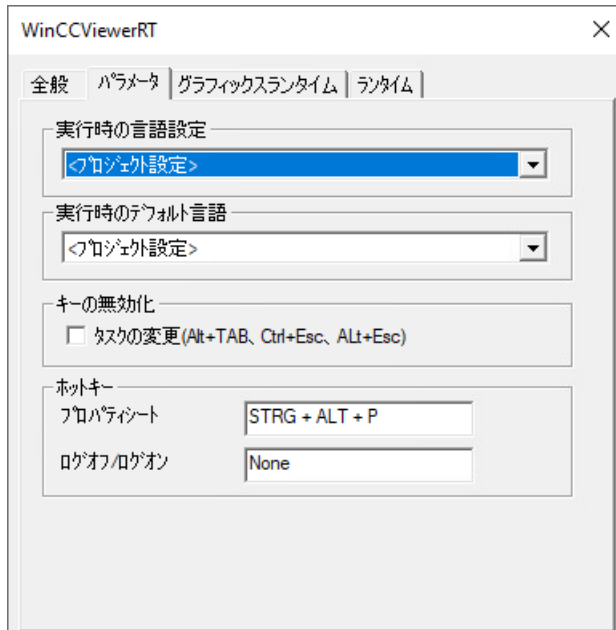 WinCCViewerRT
全般 パラメータ グラフィックスランタイム ランタイム
実行時の言語設定
<プロジェクト設定>
実行時のデフォルト言語
<プロジェクト設定>
キーの無効化
タスクの変更(Alt+TAB、Ctrl+Esc、ALt+Esc)
ホットキー
プロパティシート STRG + ALT + P
ログオフ/ログオン None